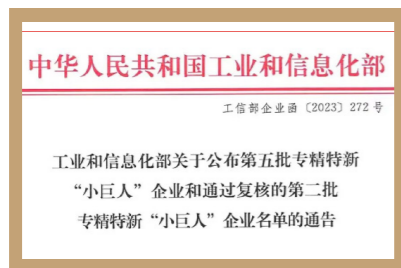 中华人民共和国工业和信息化部
工信部企业函〔2023〕272 号
工业和信息化部关于公布第五批专精特新
“小巨人”企业和通过复核的第二批
专精特新“小巨人”企业名单的通告